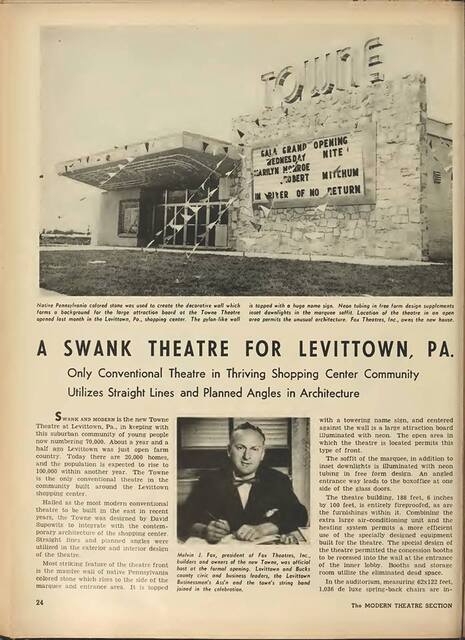 TOWNE
GALA GRAND OPENING
WEDNESDAY NITE
MARILYN MONROE
ROBERT MITCHUM
IN RIVER OF NO RETURN
Native Pennsylvania colored stone was used to create the decorative wall which
forms a background for the large attraction board at the Towne Theatre
opened last month in the Levittown, Pa., shopping center. The pylon-like wall
is topped with a huge name sign. Neon tubing in free form design supplements
inset downlights in the marquee soffit. Location of the theatre in an open
area permits the unusual architecture. Fox Theatres, Inc., owns the new house.
A SWANK THEATRE FOR LEVITTOWN, PA.
Only Conventional Theatre in Thriving Shopping Center Community
Utilizes Straight Lines and Planned Angles in Architecture
SWANK AND MODERN is the new Towne
Theatre at Levittown, Pa., in keeping with
this suburban community of young people
now numbering 70,000. About a year and a
half ago Levittown was just open farm
country. Today there are 20,000 homes,
and the population is expected to rise to
100,000 within another year. The Towne
is the only conventional theatre in the
community built around the Levittown
shopping center.
Hailed as the most modern conventional
theatre to be built in the east in recent
years, the Towne was designed by David
Supowitz to integrate with the contem-
porary architecture of the shopping center.
Straight lines and planned angles were
utilized in the exterior and interior design
of the theatre.
Most striking feature of the theatre front
is the massive wall of native Pennsylvania
colored stone which rises to the side of the
marquee and entrance area. It is topped
Melvin J. Fox, president of Fox Theatres, Inc.,
builders and owners of the new Towne, was official
host at the formal opening. Levittown and Bucks
county civic and business leaders, the Levittown
Businessmen's Ass'n and the town's string band
joined in the celebration.
with a towering name sign, and centered
against the wall is a large attraction board
illuminated with neon. The open area in
which the theatre is located permits this
type of front.
The soffit of the marquee, in addition to
inset downlights is illuminated with neon
tubing in free form design. An angled
entrance way leads to the boxoffice at one
side of the glass doors.
The theatre building, 188 feet, 6 inches
by 100 feet, is entirely fireproofed, as are
the furnishings within it. Combining the
extra large air-conditioning unit and the
heating system permits a more efficient
use of the specially designed equipment
built for the theatre. The special design of
the theatre permitted the concession booths
to be recessed into the wall at the entrance
of the inner lobby. Booths and storage
room utilize the eliminated dead space.
In the auditorium, measuring 62x122 feet,
1,036 de luxe spring-back chairs are in-
24
The MODERN THEATRE SECTION